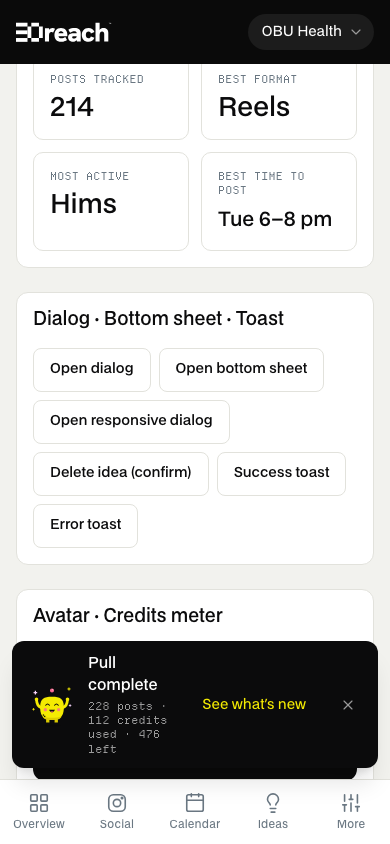 reach
OBU Health
POSTS TRACKED
214
BEST FORMAT
Reels
MOST ACTIVE
Hims
BEST TIME TO
POST
Tue 6–8 pm
Dialog · Bottom sheet · Toast
Open dialog
Open bottom sheet
Open responsive dialog
Delete idea (confirm)
Success toast
Error toast
Avatar · Credits meter
Pull
complete
228 posts ·
112 credits
used · 476
left
See what's new
Overview
Social
Calendar
Ideas
More